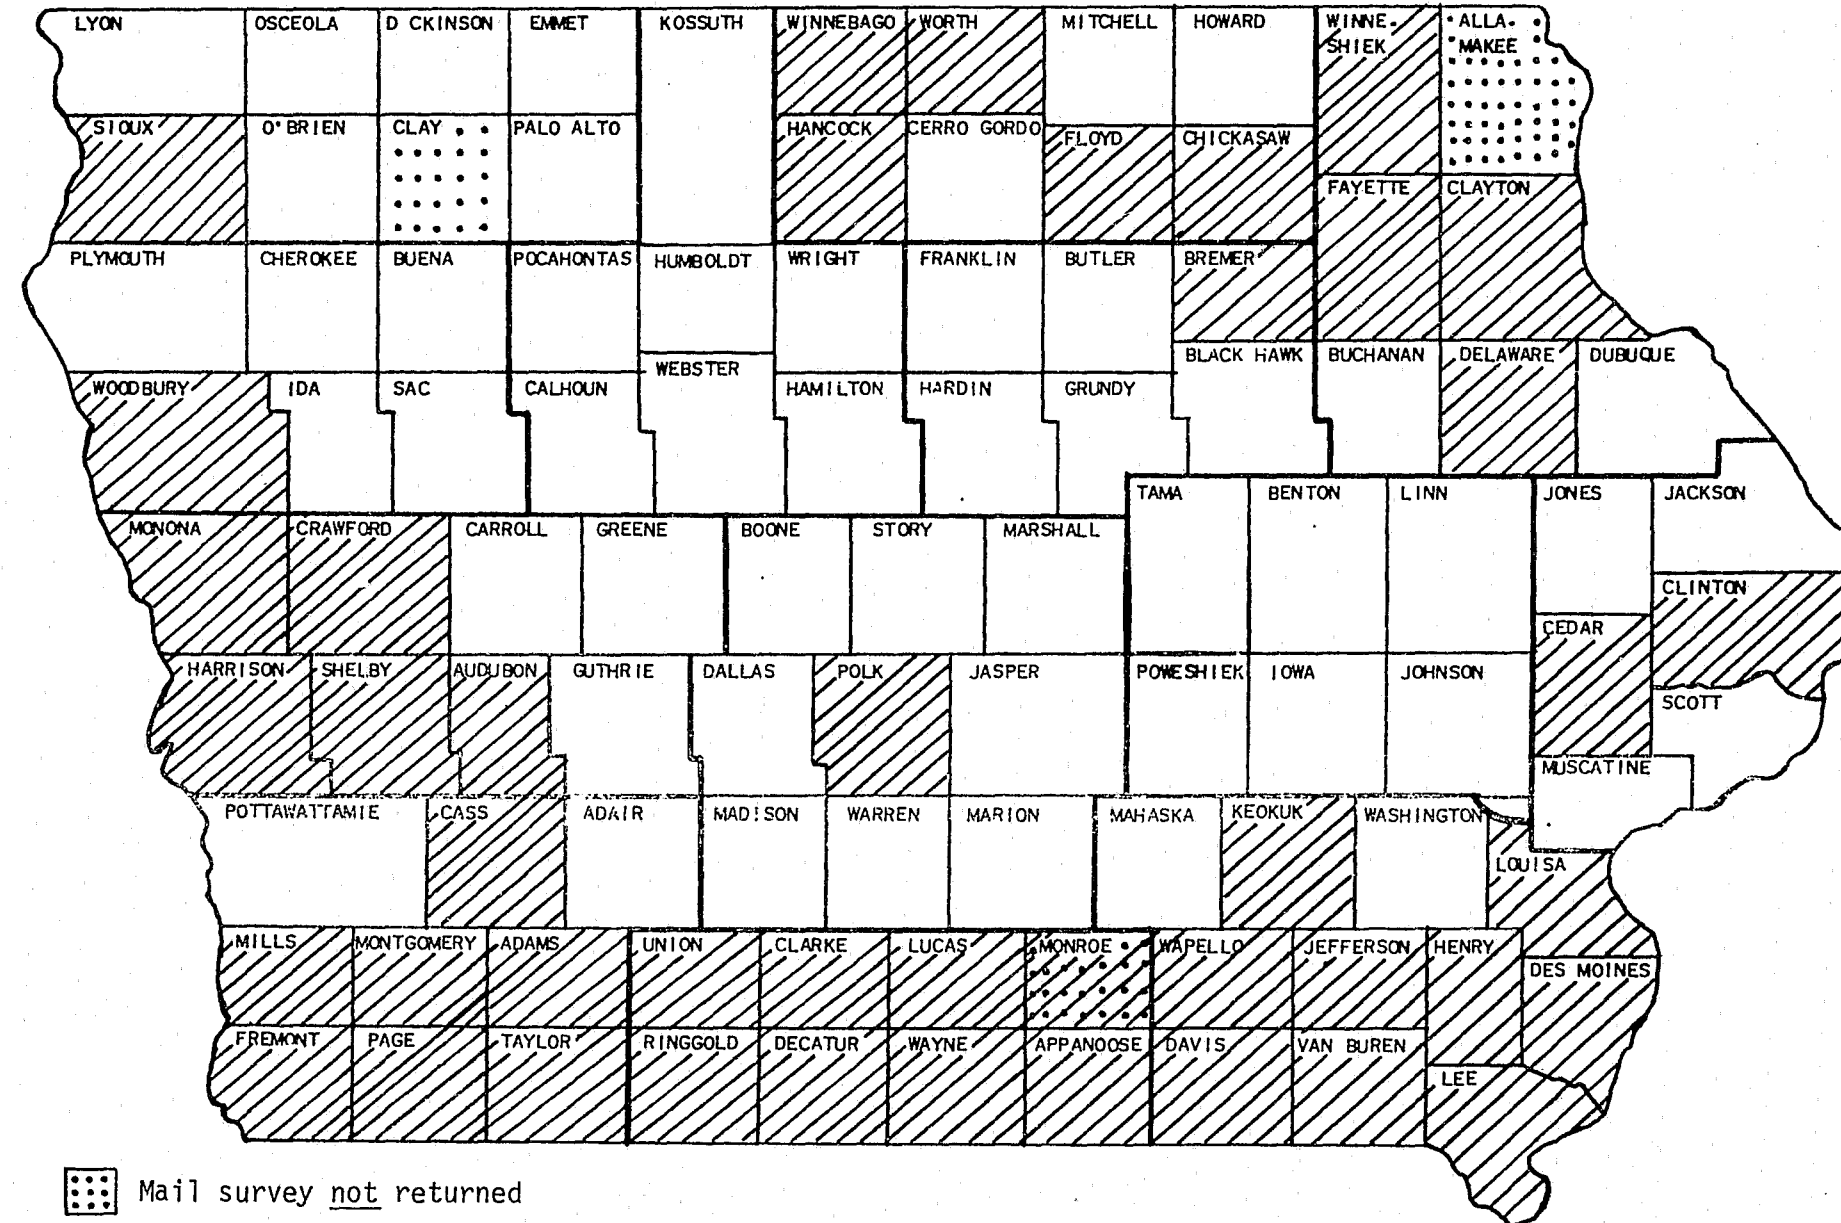 LYON OSCEOLA D CKINSON EMMET KOSSUTH WINNEBAGO WORTH MITCHELL HOWARD WINNE- ALLA-
SHIEK MAKEE
SIOUX O'BRIEN CLAY PALO ALTO HANCOCK CERRO GORDO FLOYD CHICKASAW
FAYETTE CLAYTON
PLYMOUTH CHEROKEE BUENA POCAHONTAS HUMBOLDT WRIGHT FRANKLIN BUTLER BREMER
BLACK HAWK BUCHANAN DELAWARE DUBUQUE
WOODBURY IDA SAC CALHOUN WEBSTER HAMILTON HARDIN GRUNDY
TAMA BENTON LINN JONES JACKSON
MONONA CRAWFORD CARROLL GREENE BOONE STORY MARSHALL
CLINTON
CEDAR
HARRISON SHELBY AUDUBON GUTHRIE DALLAS POLK JASPER POWESHIEK IOWA JOHNSON
SCOTT
MUSCATINE
POTTAWATTAMIE CASS ADAIR MADISON WARREN MARION MAHASKA KEOKUK WASHINGTON
LOUISA
MILLS MONTGOMERY ADAMS UNION CLARKE LUCAS MONROE WAPELLO JEFFERSON HENRY
DES MOINES
FREMONT PAGE TAYLOR RINGGOLD DECATUR WAYNE APPANOOSE DAVIS VAN BUREN
LEE
Mail survey not returned